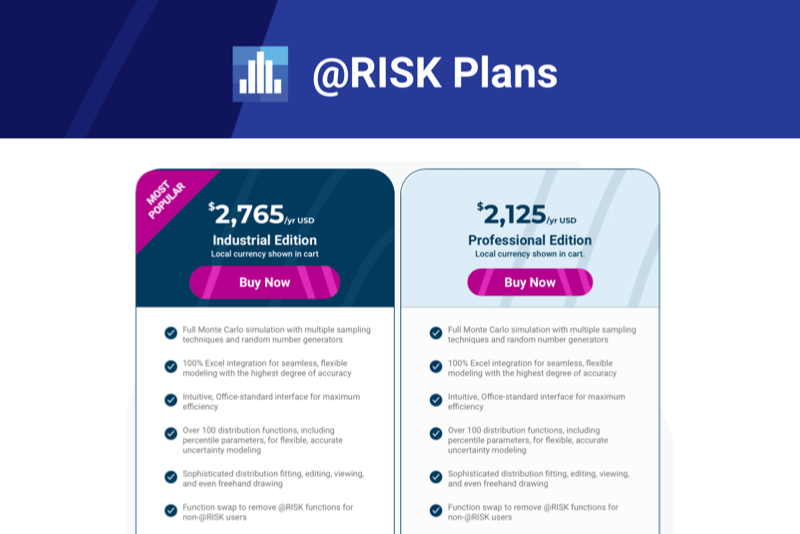 @RISK Plans
MOST
POPULAR
$2,765/yr USD
Industrial Edition
Local currency shown in cart
Buy Now
Full Monte Carlo simulation with multiple sampling
techniques and random number generators
100% Excel integration for seamless, flexible
modeling with the highest degree of accuracy
Intuitive, Office-standard interface for maximum
efficiency
Over 100 distribution functions, including
percentile parameters, for flexible, accurate
uncertainty modeling
Sophisticated distribution fitting, editing, viewing,
and even freehand drawing
Function swap to remove @RISK functions for
non-@RISK users
$2,125/yr USD
Professional Edition
Local currency shown in cart.
Buy Now
Full Monte Carlo simulation with multiple sampling
techniques and random number generators
100% Excel integration for seamless, flexible
modeling with the highest degree of accuracy
Intuitive, Office-standard interface for maximum
efficiency
Over 100 distribution functions, including
percentile parameters, for flexible, accurate
uncertainty modeling
Sophisticated distribution fitting, editing, viewing,
and even freehand drawing
Function swap to remove @RISK functions for
non-@RISK users